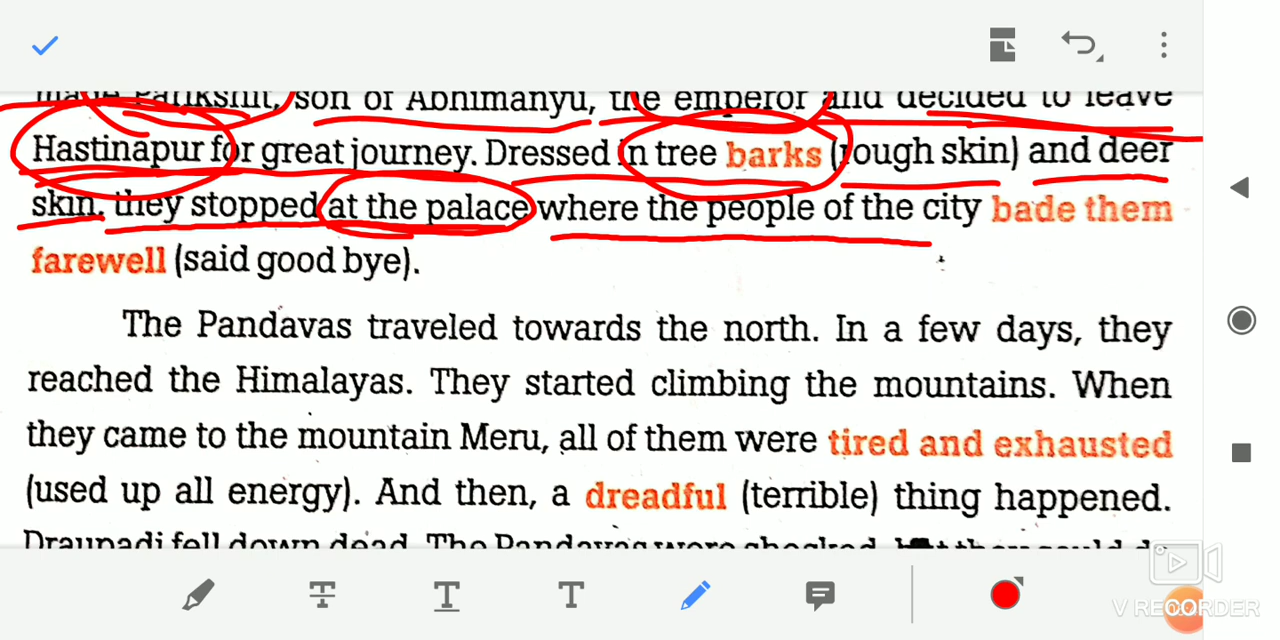 made Parikshit, son of Abhimanyu, the emperor and decided to leave
Hastinapur for great journey. Dressed in tree barks (rough skin) and deer
skin, they stopped at the palace where the people of the city bade them
farewell (said good bye).
The Pandavas traveled towards the north. In a few days, they
reached the Himalayas. They started climbing the mountains. When
they came to the mountain Meru, all of them were tired and exhausted
(used up all energy). And then, a dreadful (terrible) thing happened.
Draupadi fell down dead. The Pandavas were shocked, but they could do
V RECORDER